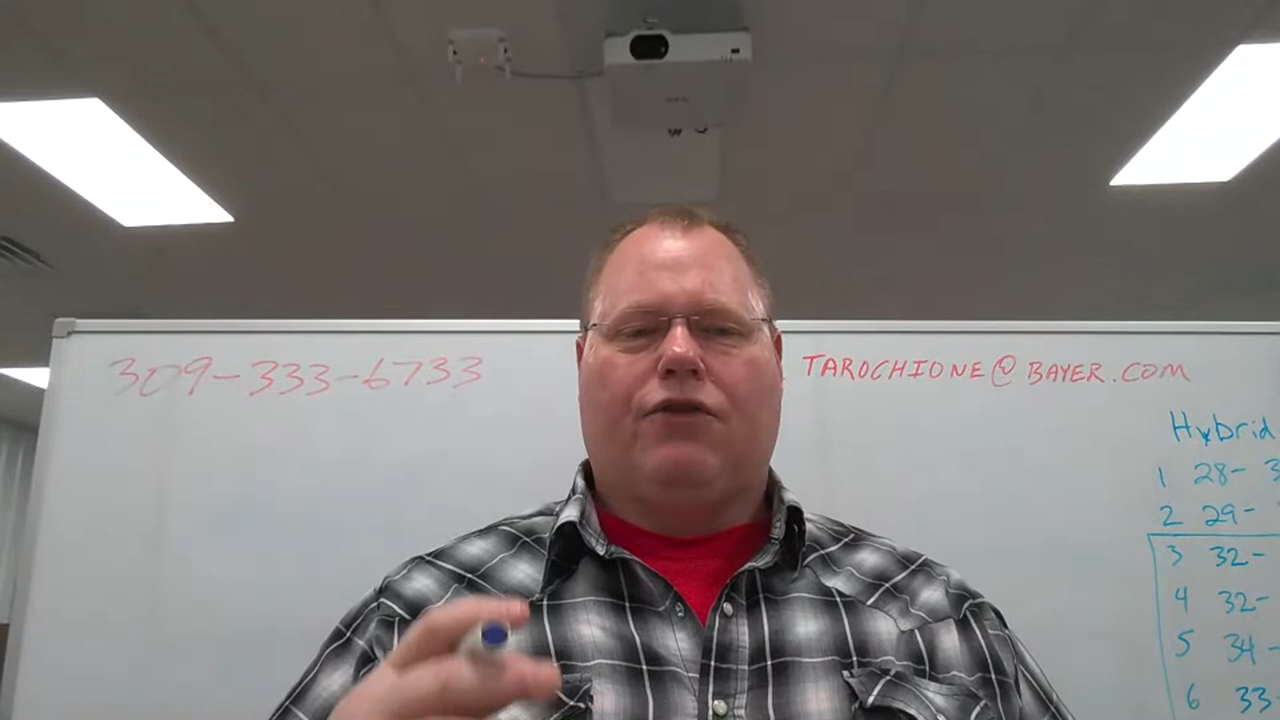 309-333-6733
TAROCHIONE@BAYER.COM
Hybrid
1 28- 3
2 29-
3 32-
4 32-
5 34-
6 33